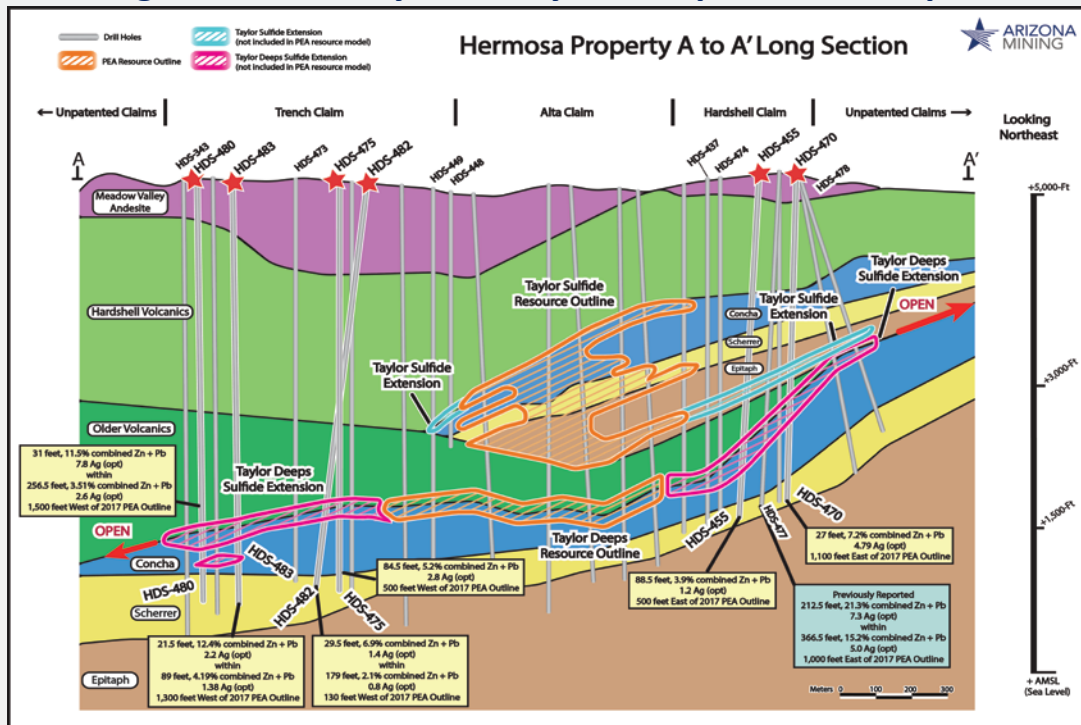 Drill Holes
PEA Resource Outline
Taylor Sulfide Extension
(not included in PEA resource model)
Taylor Deeps Sulfide Extension
(not included in PEA resource model)
Hermosa Property A to A' Long Section
ARIZONA
MINING
← Unpatented Claims
Trench Claim
Alta Claim
Hardshell Claim
Unpatented Claims →
Looking
Northeast
A
HDS-343
HDS-480
HDS-483
HDS-473
HDS-475
HDS-482
HDS-449
HDS-448
HDS-437
HDS-474
HDS-455
HDS-470
HDS-478
A'
+5,000-Ft
Meadow Valley
Andesite
Taylor Deeps
Sulfide Extension
Taylor Sulfide
Resource Outline
Taylor Sulfide
Extension
OPEN
Hardshell Volcanics
Concha
Scherrer
Epitaph
Taylor Sulfide
Extension
+3,000-Ft
Older Volcanics
31 feet, 11.5% combined Zn + Pb
7.8 Ag (opt)
within
256.5 feet, 3.51% combined Zn + Pb
2.6 Ag (opt)
1,500 feet West of 2017 PEA Outline
Taylor Deeps
Sulfide Extension
OPEN
Concha
HDS-480
HDS-483
HDS-482
HDS-475
Taylor Deeps
Resource Outline
HDS-455
HDS-477
HDS-470
+1,500-Ft
84.5 feet, 5.2% combined Zn + Pb
2.8 Ag (opt)
500 feet West of 2017 PEA Outline
27 feet, 7.2% combined Zn + Pb
4.79 Ag (opt)
1,100 feet East of 2017 PEA Outline
88.5 feet, 3.9% combined Zn + Pb
1.2 Ag (opt)
500 feet East of 2017 PEA Outline
Scherrer
Previously Reported
212.5 feet, 21.3% combined Zn + Pb
7.3 Ag (opt)
within
366.5 feet, 15.2% combined Zn + Pb
5.0 Ag (opt)
1,000 feet East of 2017 PEA Outline
21.5 feet, 12.4% combined Zn + Pb
2.2 Ag (opt)
within
89 feet, 4.19% combined Zn + Pb
1.38 Ag (opt)
1,300 feet West of 2017 PEA Outline
29.5 feet, 6.9% combined Zn + Pb
1.4 Ag (opt)
within
179 feet, 2.1% combined Zn + Pb
0.8 Ag (opt)
130 feet West of 2017 PEA Outline
Epitaph
Meters 0 100 200 300
+ AMSL
(Sea Level)